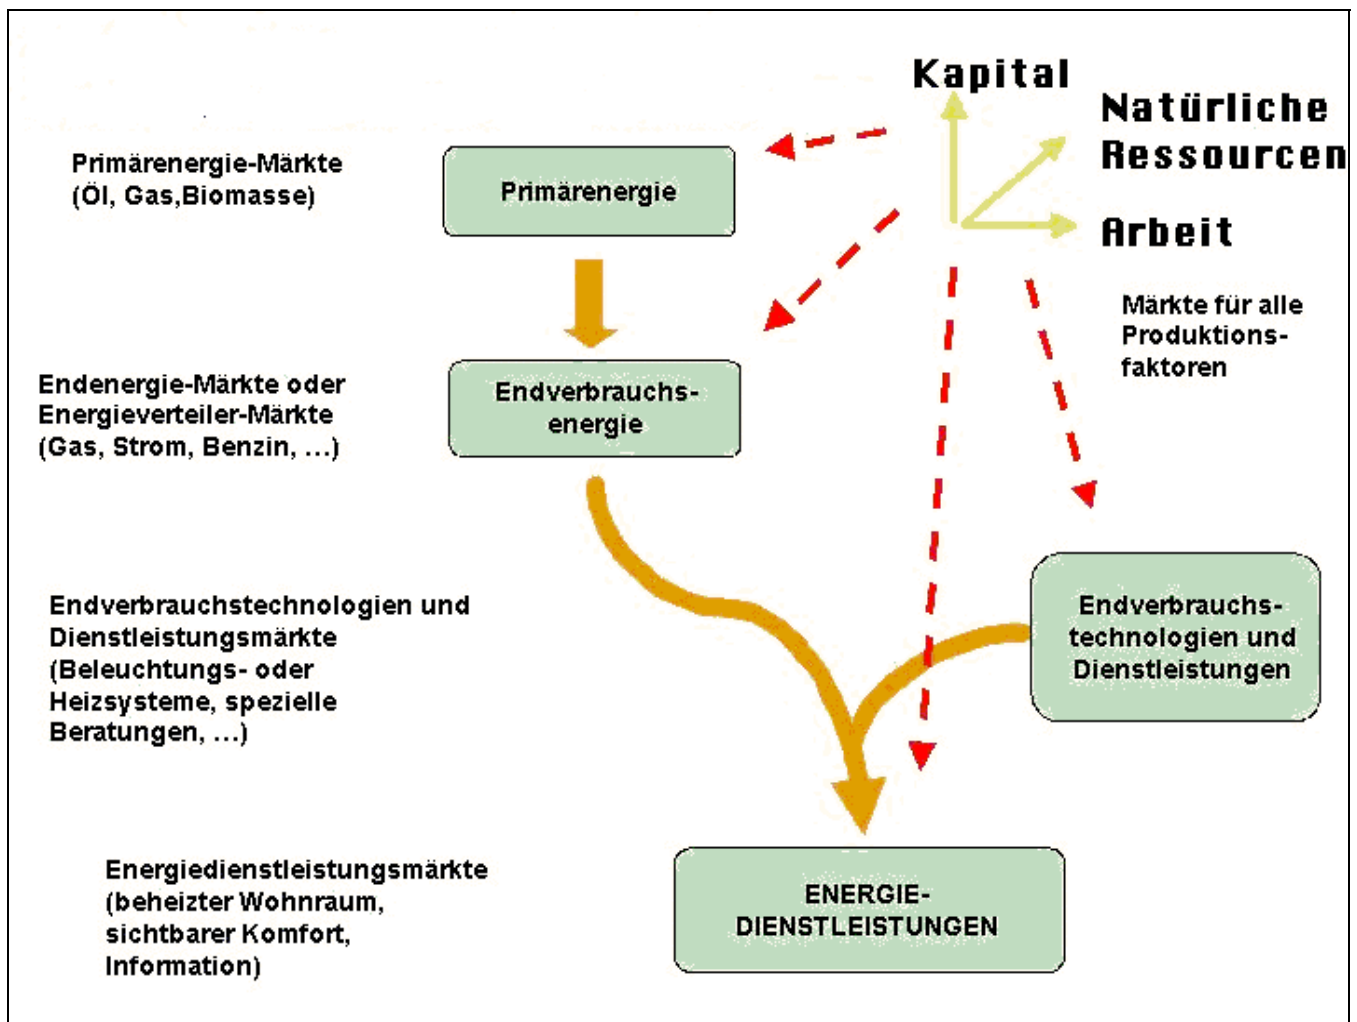 Kapital
Natürliche
Ressourcen
Arbeit
Märkte für alle
Produktions-
faktoren
Primärenergie-Märkte
(Öl, Gas,Biomasse)
Primärenergie
Endenergie-Märkte oder
Energieverteiler-Märkte
(Gas, Strom, Benzin, …)
Endverbrauchs-
energie
Endverbrauchstechnologien und
Dienstleistungsmärkte
(Beleuchtungs- oder
Heizsysteme, spezielle
Beratungen, …)
Endverbrauchs-
technologien und
Dienstleistungen
Energiedienstleistungsmärkte
(beheizter Wohnraum,
sichtbarer Komfort,
Information)
ENERGIE-
DIENSTLEISTUNGEN